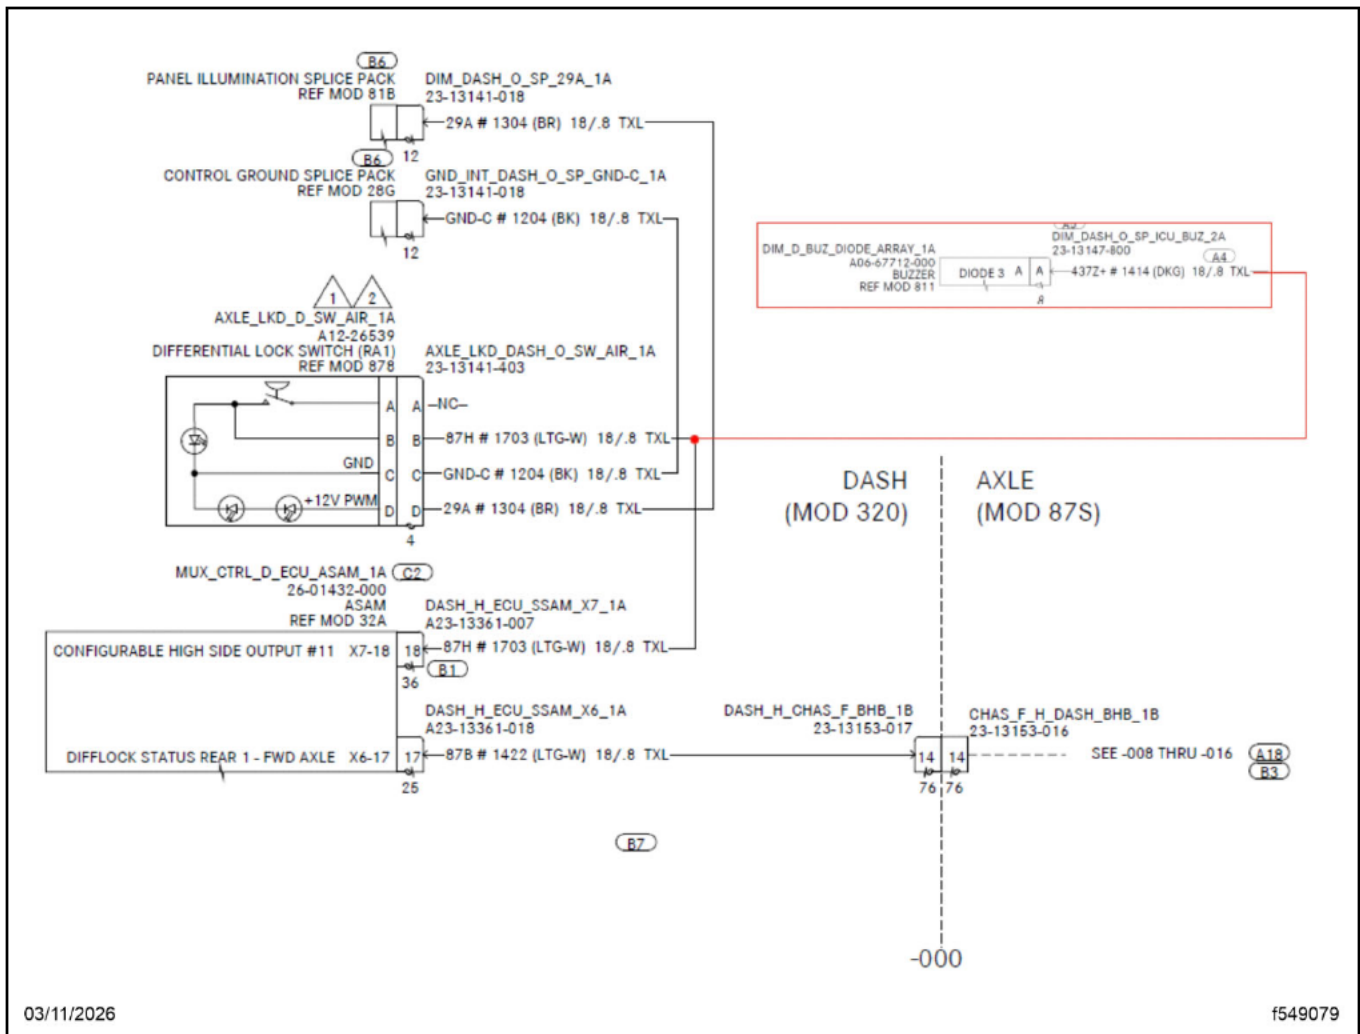 B6
PANEL ILLUMINATION SPLICE PACK
REF MOD 81B
DIM_DASH_O_SP_29A_1A
23-13141-018
29A # 1304 (BR) 18/.8 TXL
12
B6
CONTROL GROUND SPLICE PACK
REF MOD 28G
GND_INT_DASH_O_SP_GND-C_1A
23-13141-018
GND-C # 1204 (BK) 18/.8 TXL
12
DIM_D_BUZ_DIODE_ARRAY_1A
A06-67712-000
BUZZER
REF MOD 811
DIODE 3 A A
A3
DIM_DASH_O_SP_ICU_BUZ_2A
23-13147-800
A4
437Z+ # 1414 (DKG) 18/.8 TXL
8
1 2
AXLE_LKD_D_SW_AIR_1A
A12-26539
DIFFERENTIAL LOCK SWITCH (RA1)
REF MOD 878
AXLE_LKD_DASH_O_SW_AIR_1A
23-13141-403
A A -NC-
B B 87H # 1703 (LTG-W) 18/.8 TXL
GND C C GND-C # 1204 (BK) 18/.8 TXL
+12V PWM D D 29A # 1304 (BR) 18/.8 TXL
4
DASH
(MOD 320)
AXLE
(MOD 87S)
MUX_CTRL_D_ECU_ASAM_1A C2
26-01432-000
ASAM
REF MOD 32A
DASH_H_ECU_SSAM_X7_1A
A23-13361-007
CONFIGURABLE HIGH SIDE OUTPUT #11 X7-18 18 87H # 1703 (LTG-W) 18/.8 TXL
36
B1
DASH_H_ECU_SSAM_X6_1A
A23-13361-018
DIFFLOCK STATUS REAR 1 - FWD AXLE X6-17 17 87B # 1422 (LTG-W) 18/.8 TXL
25
DASH_H_CHAS_F_BHB_1B
23-13153-017
CHAS_F_H_DASH_BHB_1B
23-13153-016
14 14 SEE -008 THRU -016 A18
B3
76 76
B7
-000
03/11/2026
f549079